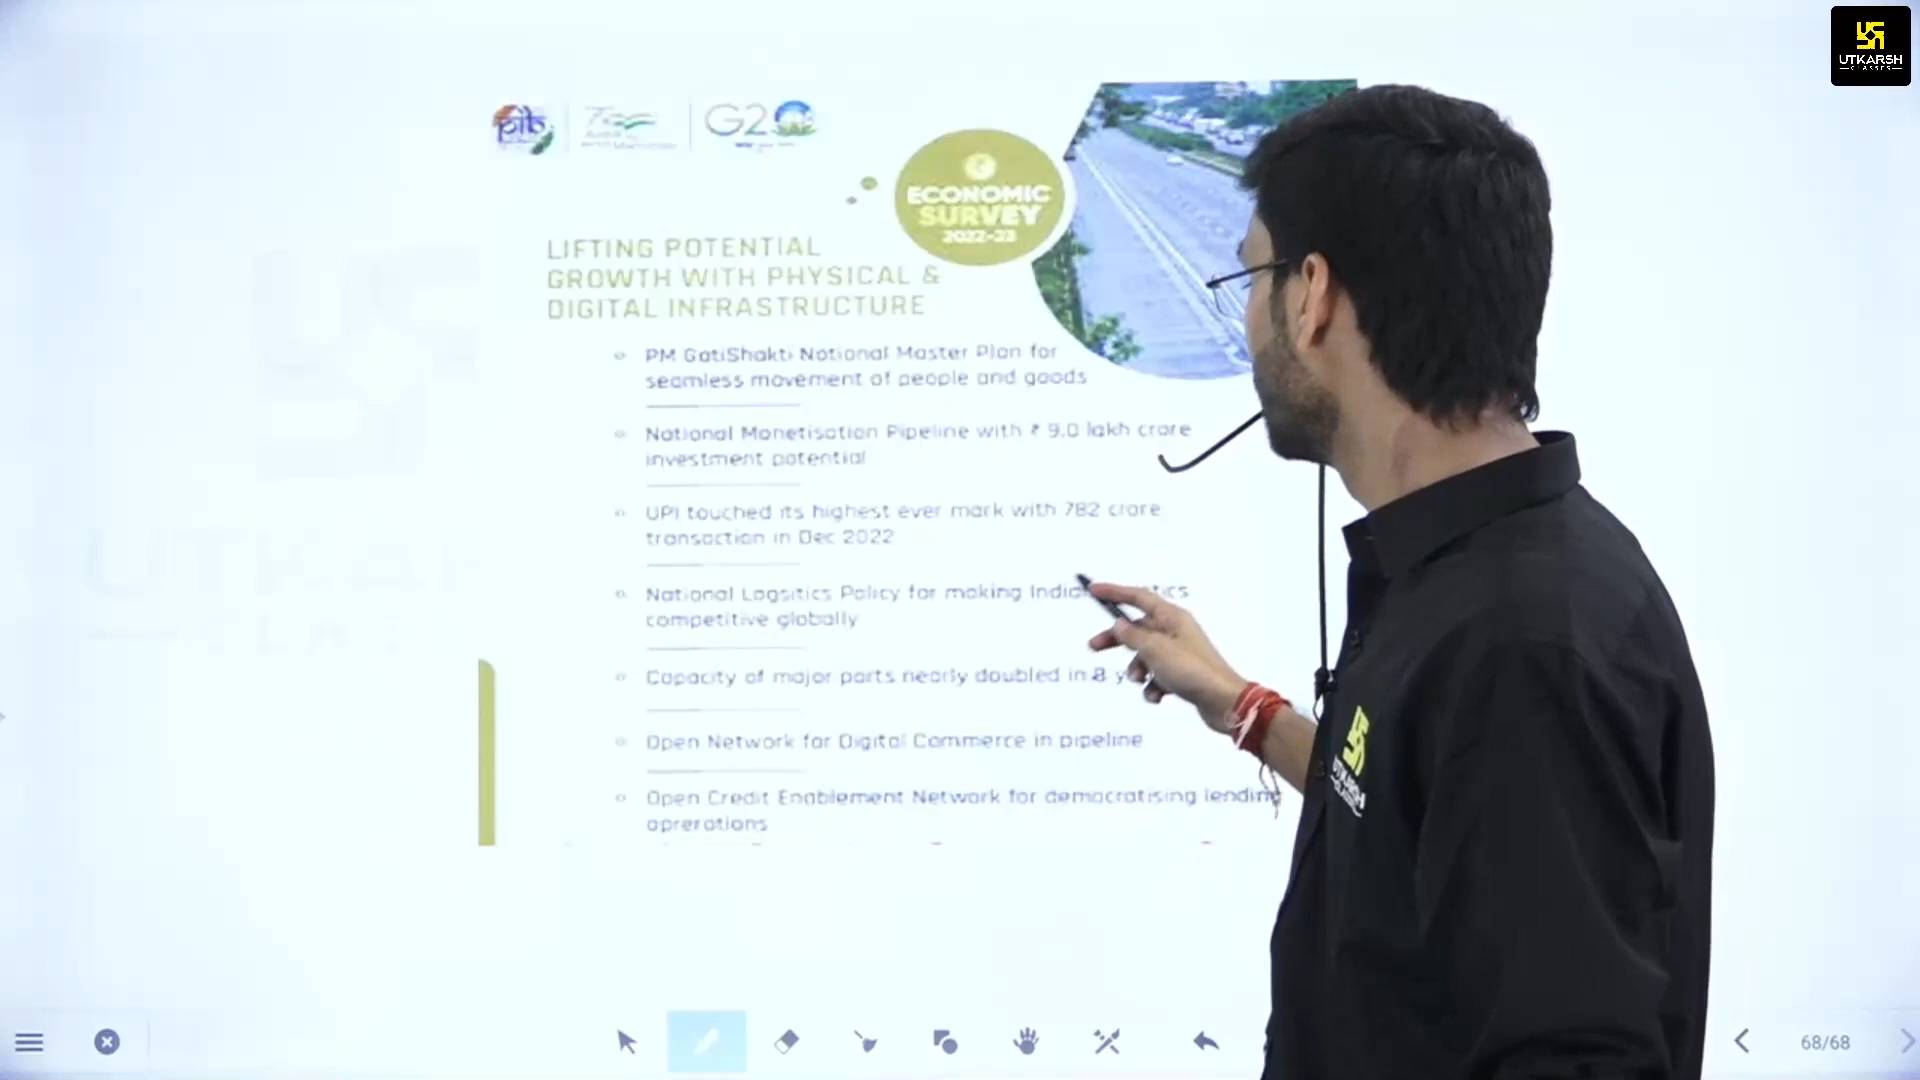 UTKARSH
CLASSES
pib
G20
ECONOMIC
SURVEY
2022-23
LIFTING POTENTIAL
GROWTH WITH PHYSICAL &
DIGITAL INFRASTRUCTURE
PM GatiShakti National Master Plan for
seamless movement of people and goods
National Monetisation Pipeline with ₹ 9.0 lakh crore
investment potential
UPI touched its highest ever mark with 782 crore
transaction in Dec 2022
National Logsitics Policy for making India
competitive globally
Capacity of major ports nearly doubled in 8
Open Network for Digital Commerce in pipeline
Open Credit Enablement Network for democratising lending
oprerations
UTKARSH
68/68